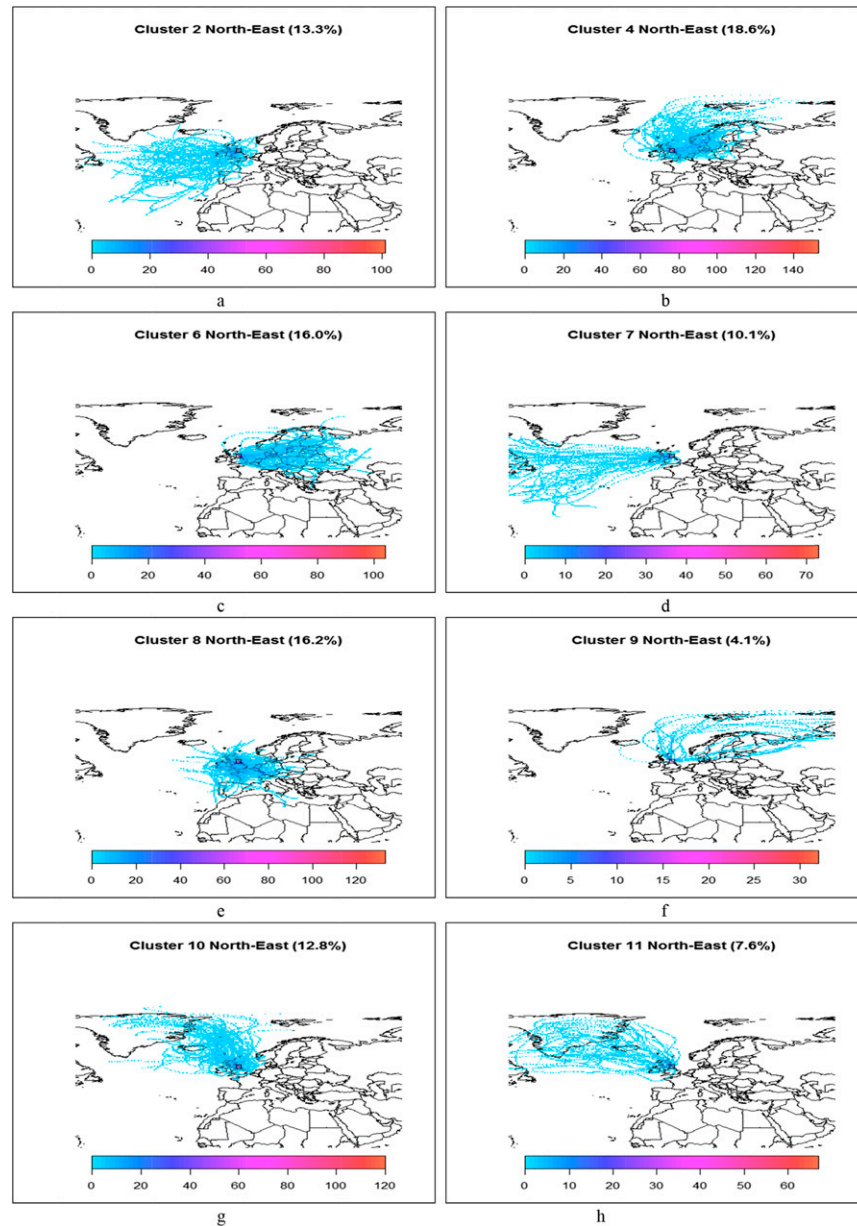 Cluster 2 North-East (13.3%)
0 20 40 60 80 100
a
Cluster 4 North-East (18.6%)
0 20 40 60 80 100 120 140
b
Cluster 6 North-East (16.0%)
0 20 40 60 80 100
c
Cluster 7 North-East (10.1%)
0 10 20 30 40 50 60 70
d
Cluster 8 North-East (16.2%)
0 20 40 60 80 100 120
e
Cluster 9 North-East (4.1%)
0 5 10 15 20 25 30
f
Cluster 10 North-East (12.8%)
0 20 40 60 80 100 120
g
Cluster 11 North-East (7.6%)
0 10 20 30 40 50 60
h